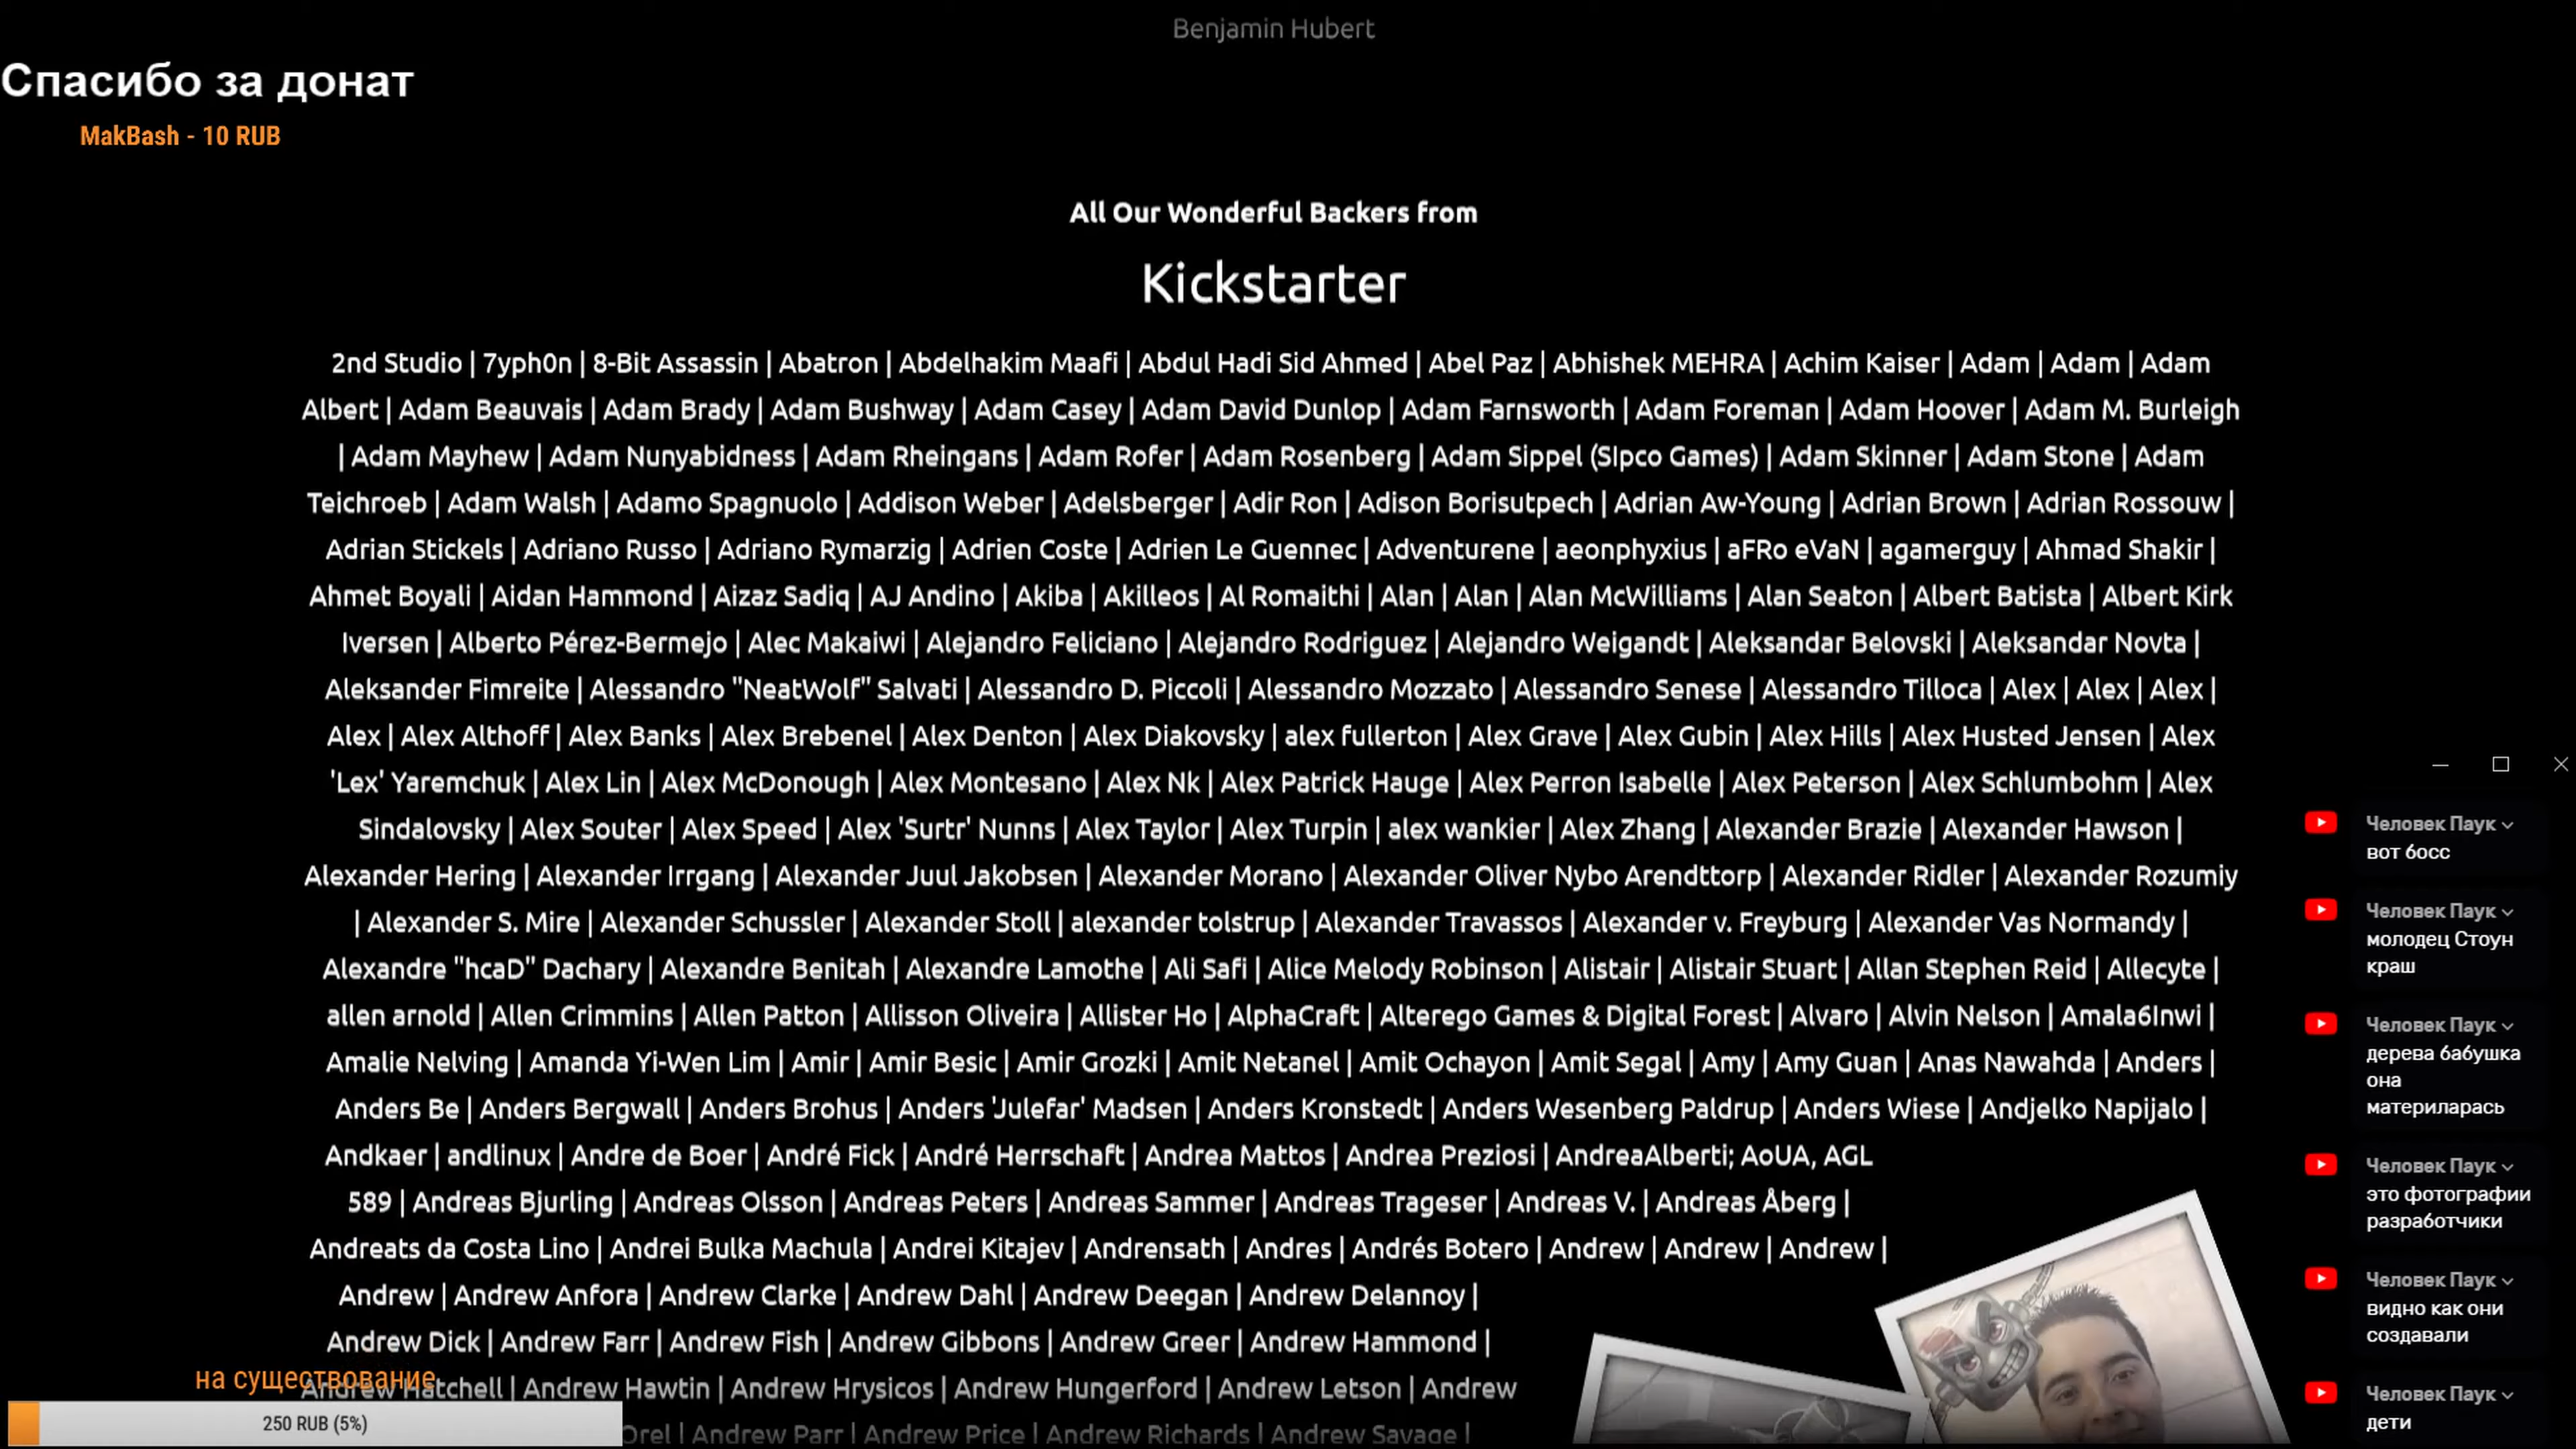 Benjamin Hubert
Спасибо за донат
MakBash - 10 RUB
All Our Wonderful Backers from
Kickstarter
2nd Studio | 7yph0n | 8-Bit Assassin | Abatron | Abdelhakim Maafi | Abdul Hadi Sid Ahmed | Abel Paz | Abhishek MEHRA | Achim Kaiser | Adam | Adam | Adam
Albert | Adam Beauvais | Adam Brady | Adam Bushway | Adam Casey | Adam David Dunlop | Adam Farnsworth | Adam Foreman | Adam Hoover | Adam M. Burleigh
| Adam Mayhew | Adam Nunyabidness | Adam Rheingans | Adam Rofer | Adam Rosenberg | Adam Sippel (SIpco Games) | Adam Skinner | Adam Stone | Adam
Teichroeb | Adam Walsh | Adamo Spagnuolo | Addison Weber | Adelsberger | Adir Ron | Adison Borisutpech | Adrian Aw-Young | Adrian Brown | Adrian Rossouw |
Adrian Stickels | Adriano Russo | Adriano Rymarzig | Adrien Coste | Adrien Le Guennec | Adventurene | aeonphyxius | aFRo eVaN | agamerguy | Ahmad Shakir |
Ahmet Boyali | Aidan Hammond | Aizaz Sadiq | AJ Andino | Akiba | Akilleos | Al Romaithi | Alan | Alan | Alan McWilliams | Alan Seaton | Albert Batista | Albert Kirk
Iversen | Alberto Pérez-Bermejo | Alec Makaiwi | Alejandro Feliciano | Alejandro Rodriguez | Alejandro Weigandt | Aleksandar Belovski | Aleksandar Novta |
Aleksander Fimreite | Alessandro "NeatWolf" Salvati | Alessandro D. Piccoli | Alessandro Mozzato | Alessandro Senese | Alessandro Tilloca | Alex | Alex | Alex |
Alex | Alex Althoff | Alex Banks | Alex Brebenel | Alex Denton | Alex Diakovsky | alex fullerton | Alex Grave | Alex Gubin | Alex Hills | Alex Husted Jensen | Alex
'Lex' Yaremchuk | Alex Lin | Alex McDonough | Alex Montesano | Alex Nk | Alex Patrick Hauge | Alex Perron Isabelle | Alex Peterson | Alex Schlumbohm | Alex
Sindalovsky | Alex Souter | Alex Speed | Alex 'Surtr' Nunns | Alex Taylor | Alex Turpin | alex wankier | Alex Zhang | Alexander Brazie | Alexander Hawson |
Alexander Hering | Alexander Irrgang | Alexander Juul Jakobsen | Alexander Morano | Alexander Oliver Nybo Arendttorp | Alexander Ridler | Alexander Rozumiy
| Alexander S. Mire | Alexander Schussler | Alexander Stoll | alexander tolstrup | Alexander Travassos | Alexander v. Freyburg | Alexander Vas Normandy |
Alexandre "hcaD" Dachary | Alexandre Benitah | Alexandre Lamothe | Ali Safi | Alice Melody Robinson | Alistair | Alistair Stuart | Allan Stephen Reid | Allecyte |
allen arnold | Allen Crimmins | Allen Patton | Allisson Oliveira | Allister Ho | AlphaCraft | Alterego Games & Digital Forest | Alvaro | Alvin Nelson | Amala6Inwi |
Amalie Nelving | Amanda Yi-Wen Lim | Amir | Amir Besic | Amir Grozki | Amit Netanel | Amit Ochayon | Amit Segal | Amy | Amy Guan | Anas Nawahda | Anders |
Anders Be | Anders Bergwall | Anders Brohus | Anders 'Julefar' Madsen | Anders Kronstedt | Anders Wesenberg Paldrup | Anders Wiese | Andjelko Napijalo |
Andkaer | andlinux | Andre de Boer | André Fick | André Herrschaft | Andrea Mattos | Andrea Preziosi | AndreaAlberti; AoUA, AGL
589 | Andreas Bjurling | Andreas Olsson | Andreas Peters | Andreas Sammer | Andreas Trageser | Andreas V. | Andreas Åberg |
Andreats da Costa Lino | Andrei Bulka Machula | Andrei Kitajev | Andrensath | Andres | Andrés Botero | Andrew | Andrew | Andrew |
Andrew | Andrew Anfora | Andrew Clarke | Andrew Dahl | Andrew Deegan | Andrew Delannoy |
Andrew Dick | Andrew Farr | Andrew Fish | Andrew Gibbons | Andrew Greer | Andrew Hammond |
Andrew Hatchell | Andrew Hawtin | Andrew Hrysicos | Andrew Hungerford | Andrew Letson | Andrew
Orel | Andrew Parr | Andrew Price | Andrew Richards | Andrew Savage |
на существование
250 RUB (5%)
Человек Паук
вот босс
Человек Паук
молодец Стоун
краш
Человек Паук
дерева бабушка
она
материларась
Человек Паук
это фотографии
разработчики
Человек Паук
видно как они
создавали
Человек Паук
дети